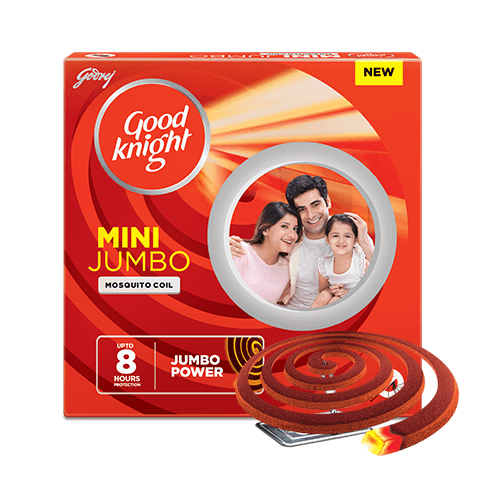 Godrej
NEW
Good
knight
MINI
JUMBO
MOSQUITO COIL
UPTO
8
HOURS
PROTECTION
JUMBO
POWER